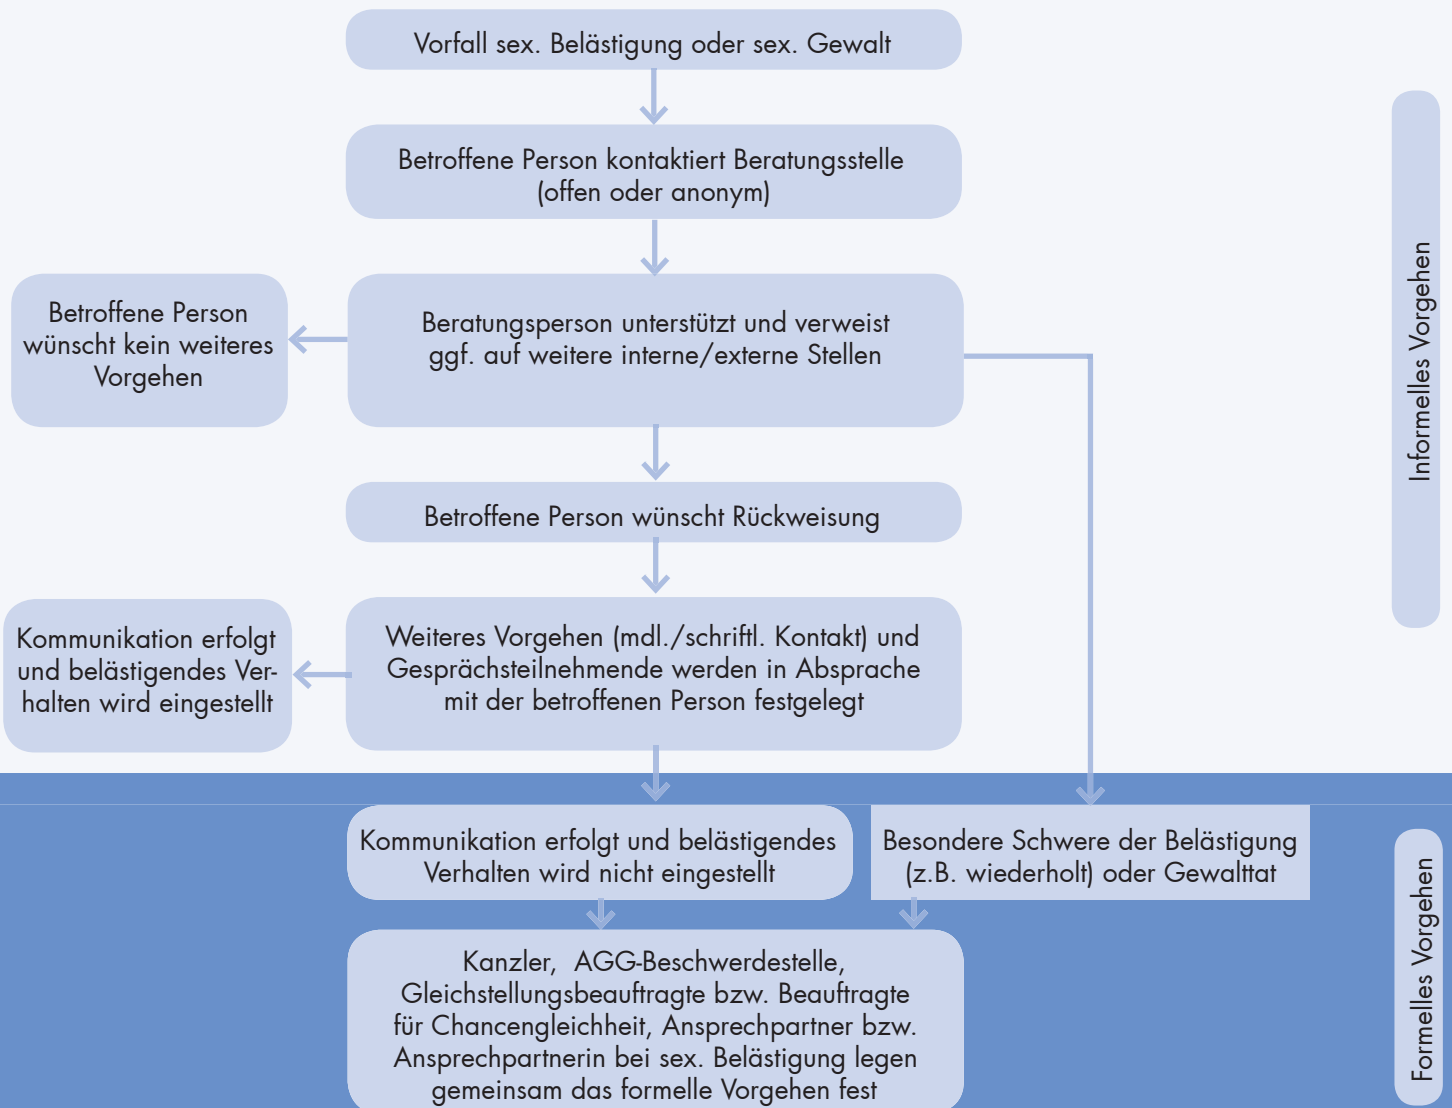 Vorfall sex. Belästigung oder sex. Gewalt
Betroffene Person kontaktiert Beratungsstelle
(offen oder anonym)
Betroffene Person
wünscht kein weiteres
Vorgehen
Beratungsperson unterstützt und verweist
ggf. auf weitere interne/externe Stellen
Betroffene Person wünscht Rückweisung
Kommunikation erfolgt
und belästigendes Ver-
halten wird eingestellt
Weiteres Vorgehen (mdl./schriftl. Kontakt) und
Gesprächsteilnehmende werden in Absprache
mit der betroffenen Person festgelegt
Informelles Vorgehen
Kommunikation erfolgt und belästigendes
Verhalten wird nicht eingestellt
Besondere Schwere der Belästigung
(z.B. wiederholt) oder Gewalttat
Kanzler, AGG-Beschwerdestelle,
Gleichstellungsbeauftragte bzw. Beauftragte
für Chancengleichheit, Ansprechpartner bzw.
Ansprechpartnerin bei sex. Belästigung legen
gemeinsam das formelle Vorgehen fest
Formelles Vorgehen